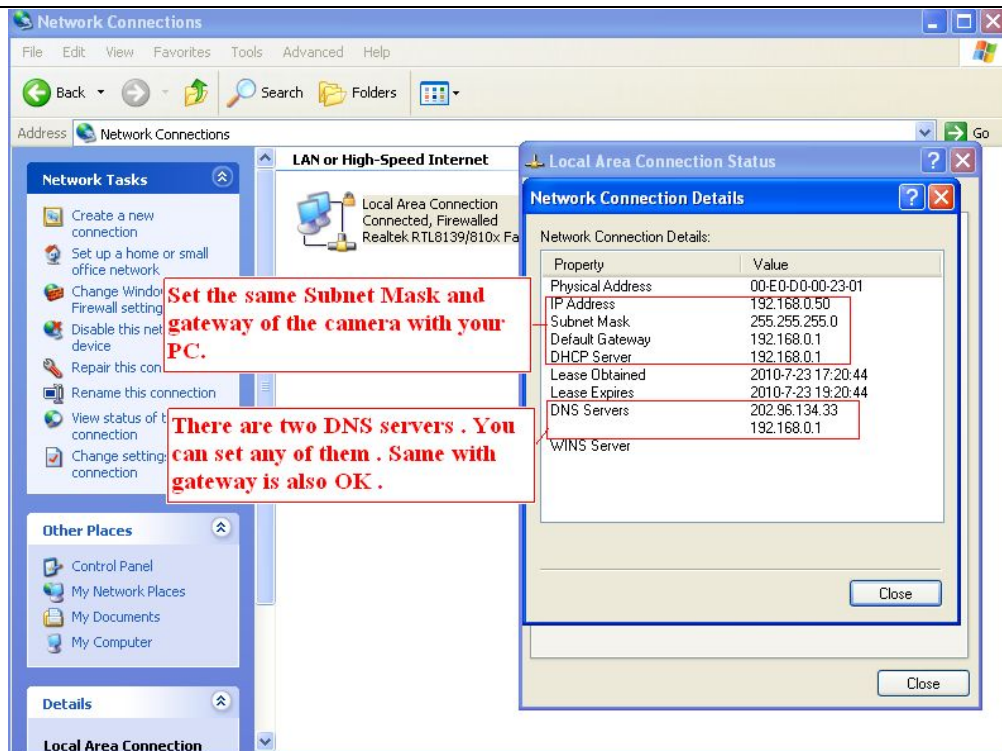 Network Connections
File Edit View Favorites Tools Advanced Help
Back Search Folders
Address Network Connections Go
Network Tasks
Create a new
connection
Set up a home or small
office network
Change Windo
Firewall setting
Disable this net
device
Repair this con
Rename this connection
View status of t
connection
Change setting
connection
Other Places
Control Panel
My Network Places
My Documents
My Computer
Details
Local Area Connection
LAN or High-Speed Internet
Local Area Connection
Connected, Firewalled
Realtek RTL8139/810x Fa
Set the same Subnet Mask and
gateway of the camera with your
PC.
There are two DNS servers . You
can set any of them . Same with
gateway is also OK .
Local Area Connection Status
Network Connection Details
Network Connection Details:
Property Value
Physical Address 00-E0-D0-00-23-01
IP Address 192.168.0.50
Subnet Mask 255.255.255.0
Default Gateway 192.168.0.1
DHCP Server 192.168.0.1
Lease Obtained 2010-7-23 17:20:44
Lease Expires 2010-7-23 19:20:44
DNS Servers 202.96.134.33
192.168.0.1
WINS Server
Close
Close